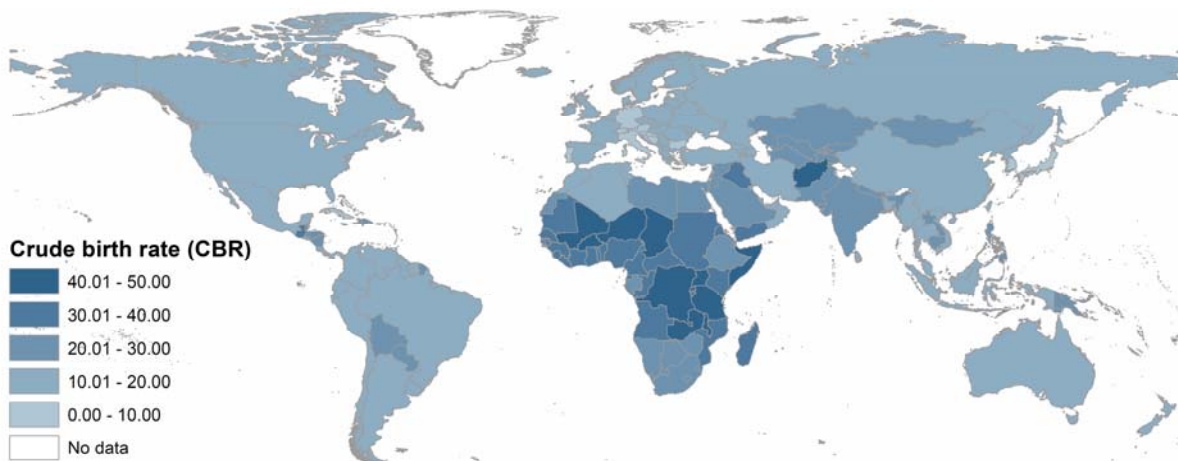 Crude birth rate (CBR)
40.01 - 50.00
30.01 - 40.00
20.01 - 30.00
10.01 - 20.00
0.00 - 10.00
No data